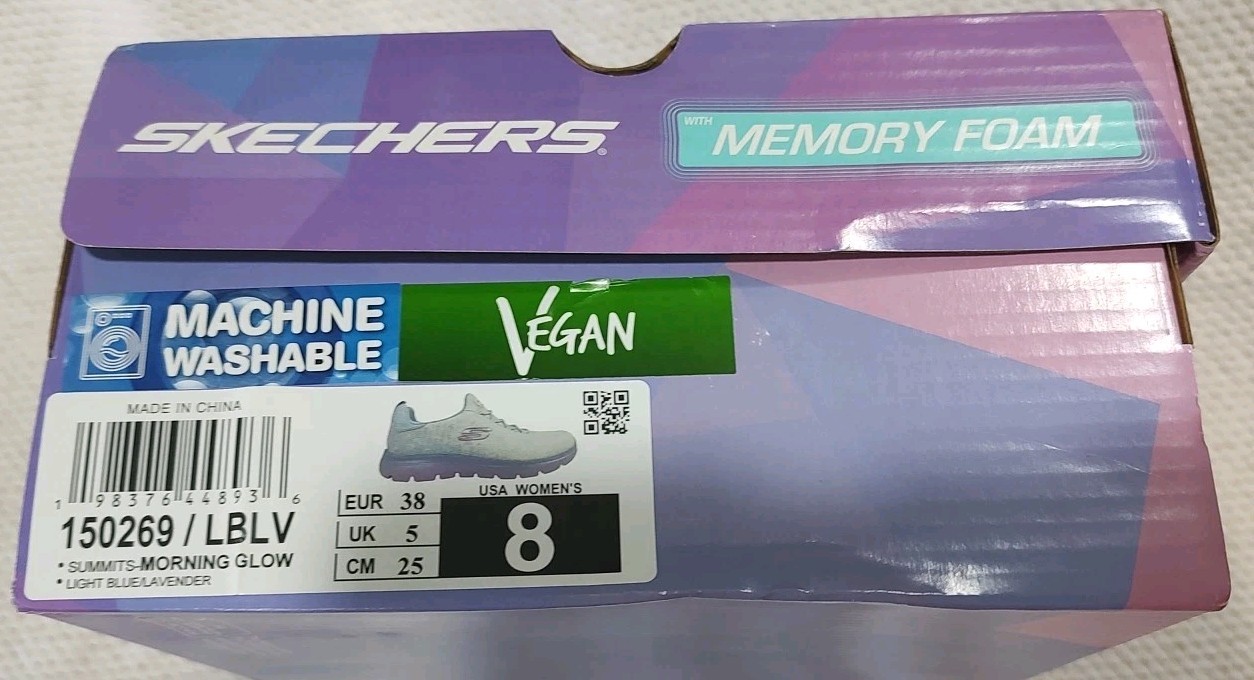 SKECHERS®
WITH MEMORY FOAM
MACHINE
WASHABLE
VEGAN
MADE IN CHINA
1 98376 44893 6
150269 / LBLV
• SUMMITS-MORNING GLOW
• LIGHT BLUE/LAVENDER
EUR 38
UK 5
CM 25
USA WOMEN'S
8